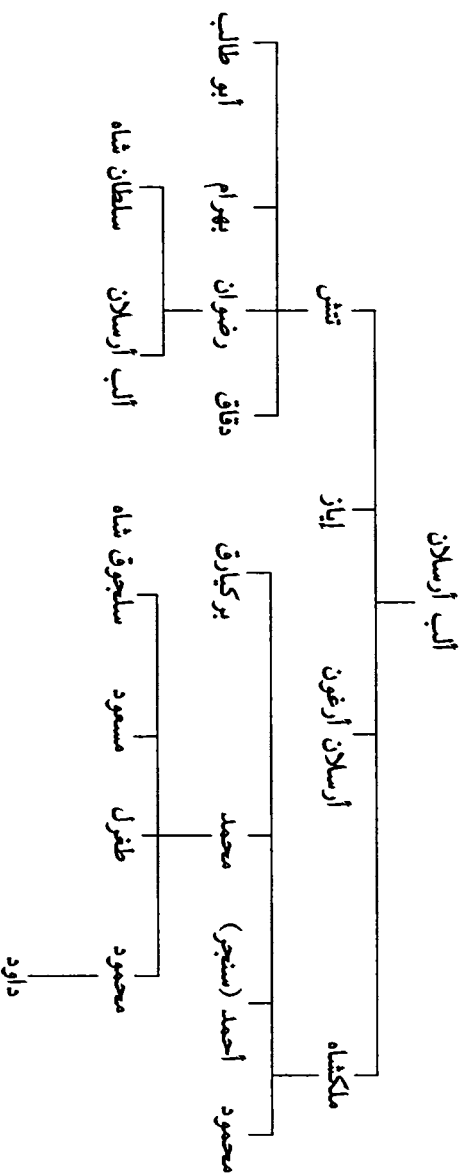 ألب أرسلان
ملكشاه
أرسلان أرغون
إياز
تتش
محمود
أحمد (سنجر)
محمد
بركيارق
دقاق
رضوان
بهرام
أبو طالب
محمود
طغرل
مسعود
سلجوق شاه
ألب أرسلان
سلطان شاه
داود